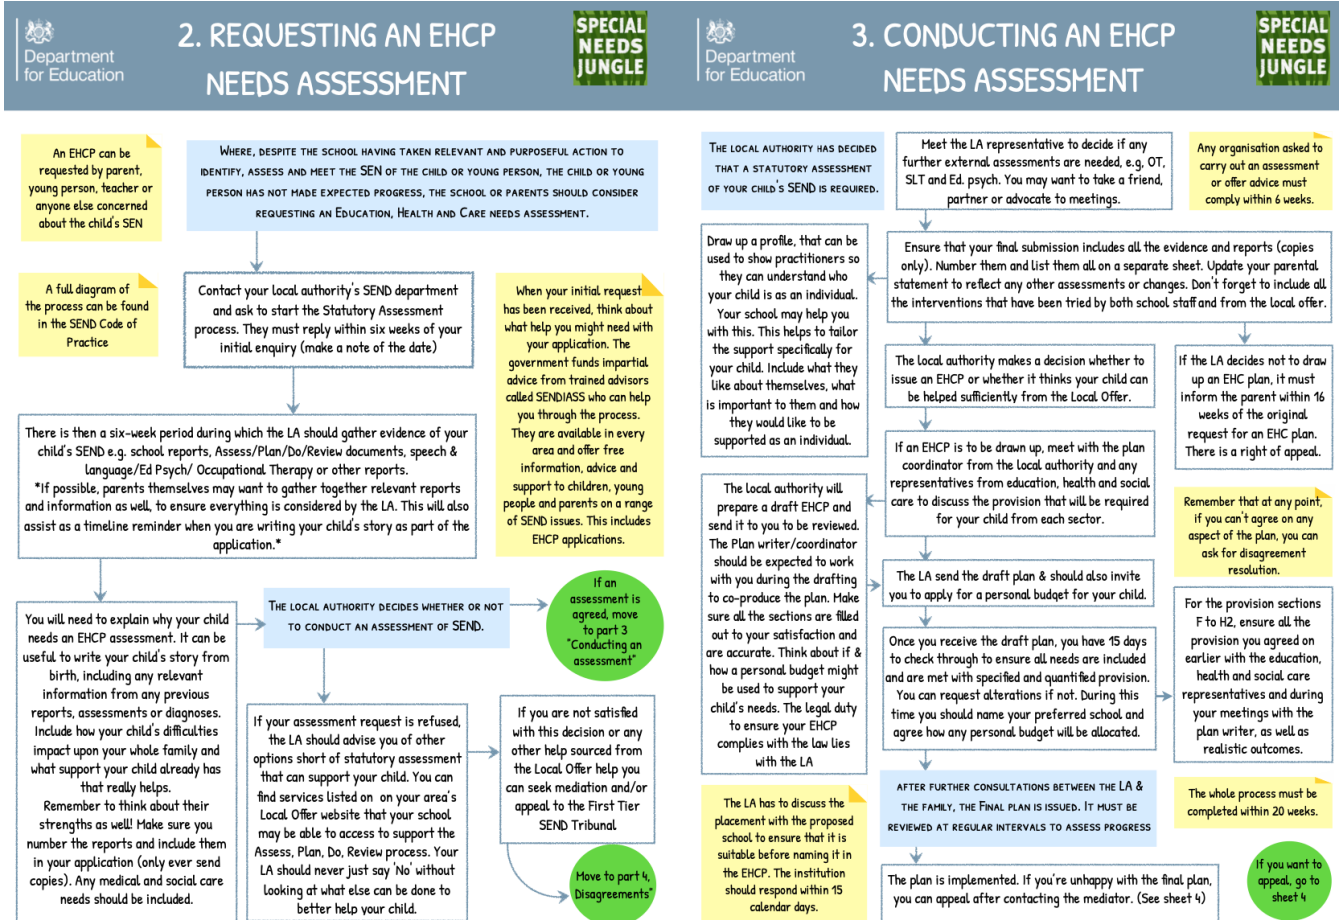 Department
for Education
2. REQUESTING AN EHCP
NEEDS ASSESSMENT
SPECIAL
NEEDS
JUNGLE
An EHCP can be
requested by parent,
young person, teacher or
anyone else concerned
about the child's SEN
WHERE, DESPITE THE SCHOOL HAVING TAKEN RELEVANT AND PURPOSEFUL ACTION TO
IDENTIFY, ASSESS AND MEET THE SEN OF THE CHILD OR YOUNG PERSON, THE CHILD OR YOUNG
PERSON HAS NOT MADE EXPECTED PROGRESS, THE SCHOOL OR PARENTS SHOULD CONSIDER
REQUESTING AN EDUCATION, HEALTH AND CARE NEEDS ASSESSMENT.
A full diagram of
the process can be found
in the SEND Code of
Practice
Contact your local authority's SEND department
and ask to start the Statutory Assessment
process. They must reply within six weeks of your
initial enquiry (make a note of the date)
When your initial request
has been received, think about
what help you might need with
your application. The
government funds impartial
advice from trained advisors
called SENDIASS who can help
you through the process.
They are available in every
area and offer free
information, advice and
support to children, young
people and parents on a range
of SEND issues. This includes
EHCP applications.
There is then a six-week period during which the LA should gather evidence of your
child's SEND e.g. school reports, Assess/Plan/Do/Review documents, speech &
language/Ed Psych/ Occupational Therapy or other reports.
*If possible, parents themselves may want to gather together relevant reports
and information as well, to ensure everything is considered by the LA. This will also
assist as a timeline reminder when you are writing your child's story as part of the
application.*
You will need to explain why your child
needs an EHCP assessment. It can be
useful to write your child's story from
birth, including any relevant
information from any previous
reports, assessments or diagnoses.
Include how your child's difficulties
impact upon your whole family and
what support your child already has
that really helps.
Remember to think about their
strengths as well! Make sure you
number the reports and include them
in your application (only ever send
copies). Any medical and social care
needs should be included.
THE LOCAL AUTHORITY DECIDES WHETHER OR NOT
TO CONDUCT AN ASSESSMENT OF SEND.
If an
assessment is
agreed, move
to part 3
"Conducting an
assessment"
If your assessment request is refused,
the LA should advise you of other
options short of statutory assessment
that can support your child. You can
find services listed on on your area's
Local Offer website that your school
may be able to access to support the
Assess, Plan, Do, Review process. Your
LA should never just say 'No' without
looking at what else can be done to
better help your child.
If you are not satisfied
with this decision or any
other help sourced from
the Local Offer help you
can seek mediation and/or
appeal to the First Tier
SEND Tribunal
Move to part 4,
Disagreements"
Department
for Education
3. CONDUCTING AN EHCP
NEEDS ASSESSMENT
SPECIAL
NEEDS
JUNGLE
THE LOCAL AUTHORITY HAS DECIDED
THAT A STATUTORY ASSESSMENT
OF YOUR CHILD'S SEND IS REQUIRED.
Meet the LA representative to decide if any
further external assessments are needed, e.g, OT,
SLT and Ed. psych. You may want to take a friend,
partner or advocate to meetings.
Any organisation asked to
carry out an assessment
or offer advice must
comply within 6 weeks.
Draw up a profile, that can be
used to show practitioners so
they can understand who
your child is as an individual.
Your school may help you
with this. This helps to tailor
the support specifically for
your child. Include what they
like about themselves, what
is important to them and how
they would like to be
supported as an individual.
Ensure that your final submission includes all the evidence and reports (copies
only). Number them and list them all on a separate sheet. Update your parental
statement to reflect any other assessments or changes. Don't forget to include all
the interventions that have been tried by both school staff and from the local offer.
The local authority makes a decision whether to
issue an EHCP or whether it thinks your child can
be helped sufficiently from the Local Offer.
If the LA decides not to draw
up an EHC plan, it must
inform the parent within 16
weeks of the original
request for an EHC plan.
There is a right of appeal.
If an EHCP is to be drawn up, meet with the plan
coordinator from the local authority and any
representatives from education, health and social
care to discuss the provision that will be required
for your child from each sector.
The local authority will
prepare a draft EHCP and
send it to you to be reviewed.
The Plan writer/coordinator
should be expected to work
with you during the drafting
to co-produce the plan. Make
sure all the sections are filled
out to your satisfaction and
are accurate. Think about if &
how a personal budget might
be used to support your
child's needs. The legal duty
to ensure your EHCP
complies with the law lies
with the LA
Remember that at any point,
if you can't agree on any
aspect of the plan, you can
ask for disagreement
resolution.
The LA send the draft plan & should also invite
you to apply for a personal budget for your child.
Once you receive the draft plan, you have 15 days
to check through to ensure all needs are included
and are met with specified and quantified provision.
You can request alterations if not. During this
time you should name your preferred school and
agree how any personal budget will be allocated.
For the provision sections
F to H2, ensure all the
provision you agreed on
earlier with the education,
health and social care
representatives and during
your meetings with the
plan writer, as well as
realistic outcomes.
AFTER FURTHER CONSULTATIONS BETWEEN THE LA &
THE FAMILY, THE FINAL PLAN IS ISSUED. IT MUST BE
REVIEWED AT REGULAR INTERVALS TO ASSESS PROGRESS
The whole process must be
completed within 20 weeks.
The LA has to discuss the
placement with the proposed
school to ensure that it is
suitable before naming it in
the EHCP. The institution
should respond within 15
calendar days.
The plan is implemented. If you're unhappy with the final plan,
you can appeal after contacting the mediator. (See sheet 4)
If you want to
appeal, go to
sheet 4